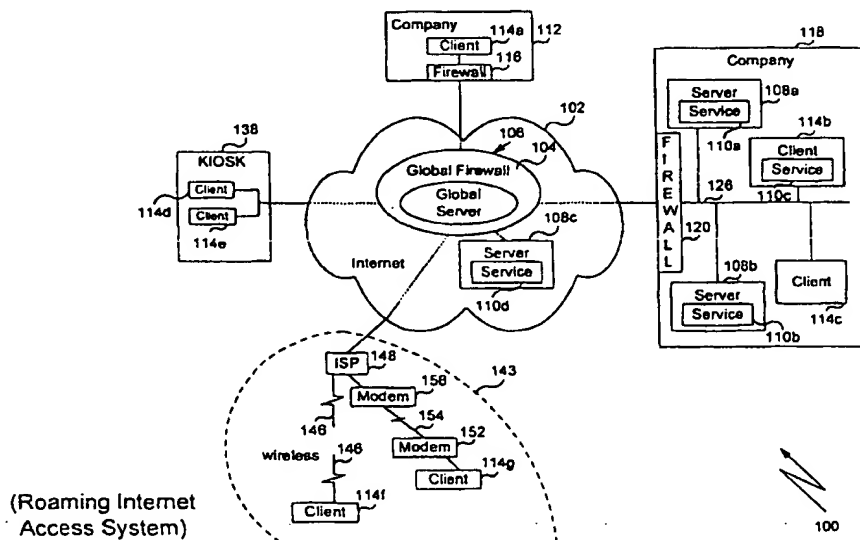 Company
114a
Client
116
Firewall
112
118
Company
Server
Service
108a
110a
114b
Client
Service
110c
FIREWALL
126
120
108b
Server
Service
110b
Client
114c
102
106
104
Global Firewall
Global
Server
108c
Server
Service
110d
Internet
138
KIOSK
Client
114d
Client
114e
ISP
148
143
158
Modem
154
146
146
wireless
152
Modem
Client
114g
114f
Client
(Roaming Internet
Access System)
100